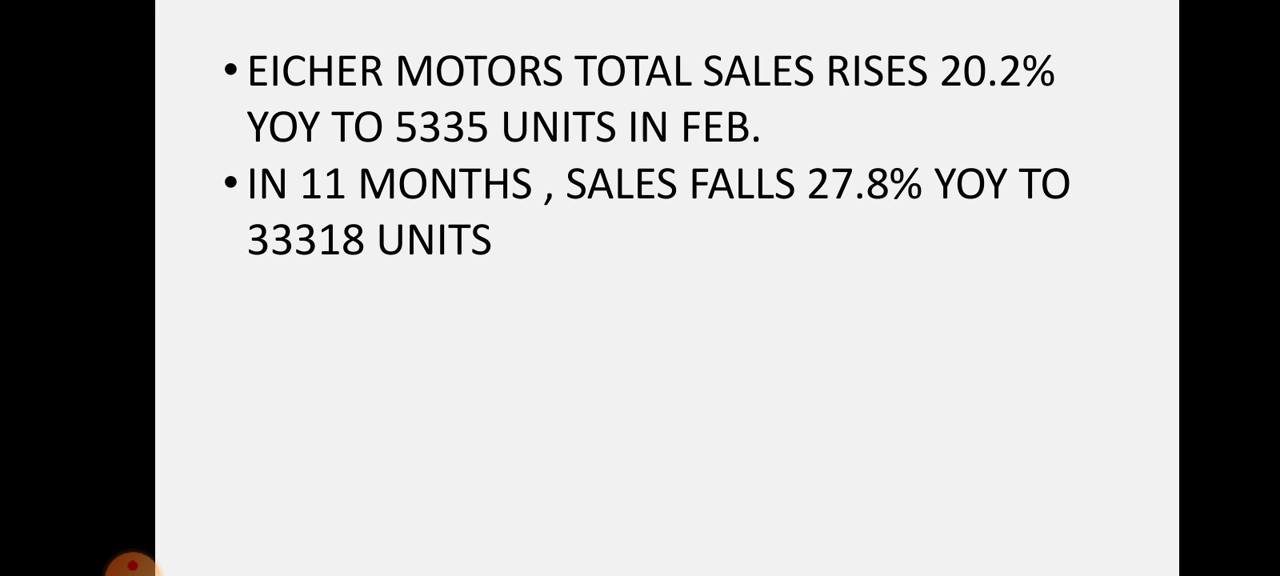 • EICHER MOTORS TOTAL SALES RISES 20.2%
YOY TO 5335 UNITS IN FEB.
• IN 11 MONTHS , SALES FALLS 27.8% YOY TO
33318 UNITS